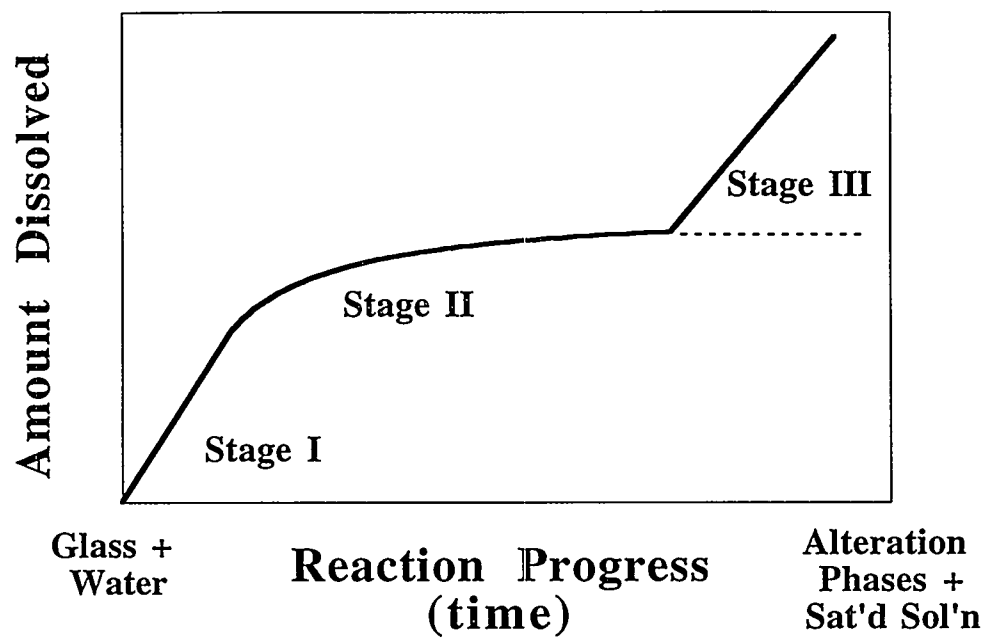 Amount Dissolved
Stage III
Stage II
Stage I
Glass +
Water
Reaction Progress
(time)
Alteration
Phases +
Sat'd Sol'n